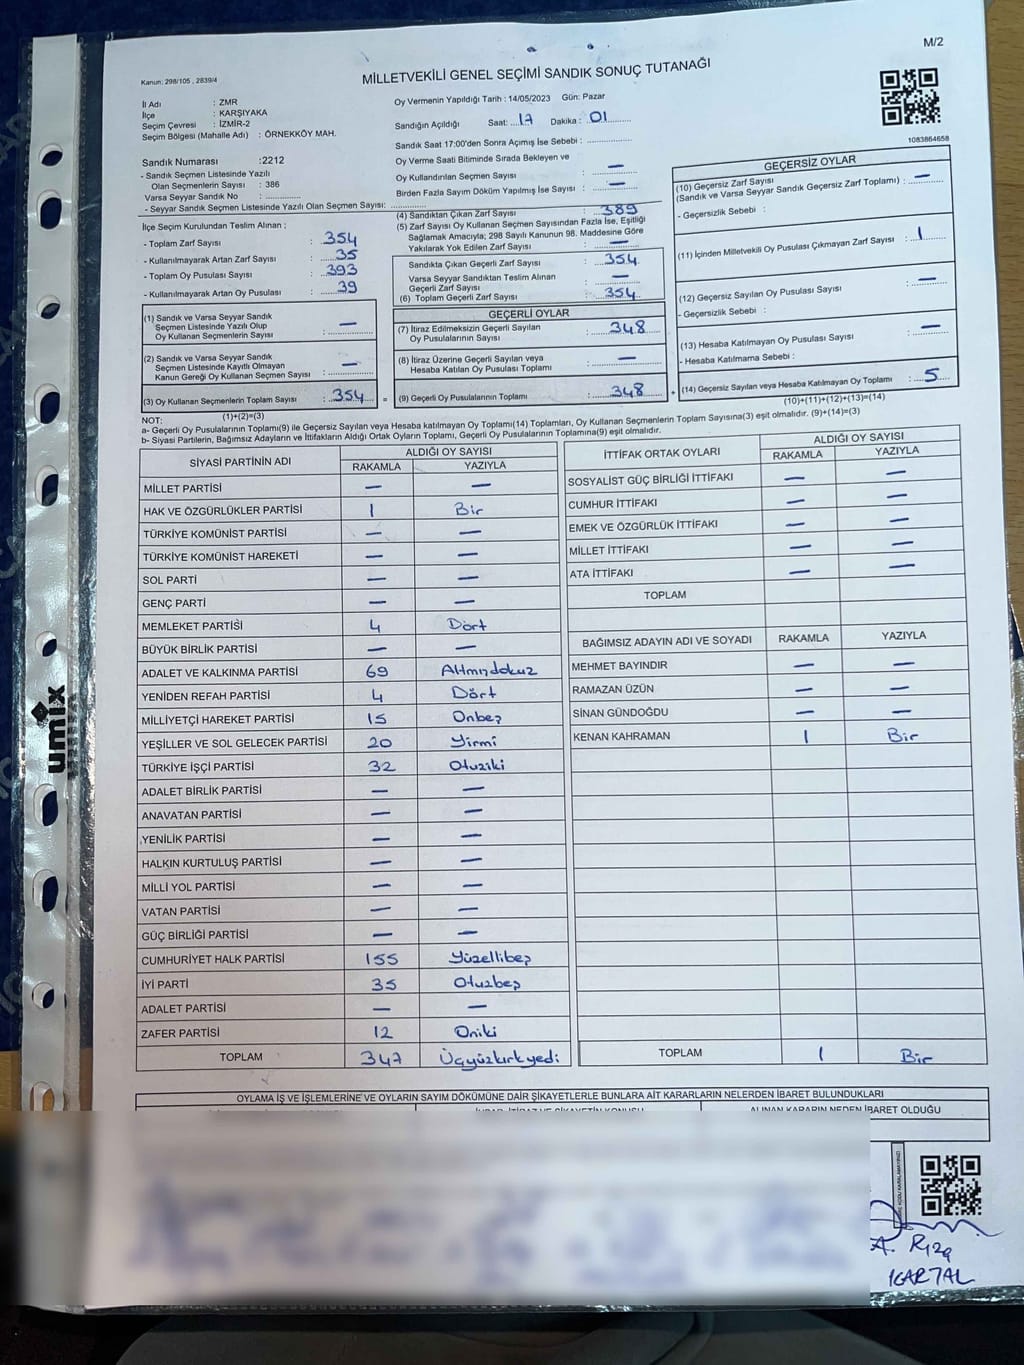 M/2
Kanun: 298/105 , 2839/4
MİLLETVEKİLİ GENEL SEÇİMİ SANDIK SONUÇ TUTANAĞI
İl Adı : ZMR
İlçe : KARŞIYAKA
Seçim Çevresi : İZMİR-2
Seçim Bölgesi (Mahalle Adı) : ÖRNEKKÖY MAH.
Oy Vermenin Yapıldığı Tarih : 14/05/2023 Gün: Pazar
Sandığın Açıldığı Saat: 17 Dakika : 01
Sandık Saat 17:00'den Sonra Açımış İse Sebebi :
Oy Verme Saati Bitiminde Sırada Bekleyen ve
Oy Kullandırılan Seçmen Sayısı : —
Birden Fazla Sayım Döküm Yapılmış İse Sayısı : —
1083864658
Sandık Numarası :2212
- Sandık Seçmen Listesinde Yazılı
Olan Seçmenlerin Sayısı : 386
Varsa Seyyar Sandık No :
- Seyyar Sandık Seçmen Listesinde Yazılı Olan Seçmen Sayısı:
İlçe Seçim Kurulundan Teslim Alınan ;
- Toplam Zarf Sayısı : 354
- Kullanılmayarak Artan Zarf Sayısı : 35
- Toplam Oy Pusulası Sayısı : 393
- Kullanılmayarak Artan Oy Pusulası : 39
(4) Sandıktan Çıkan Zarf Sayısı : 389
(5) Zarf Sayısı Oy Kullanan Seçmen Sayısından Fazla İse, Eşitliği
Sağlamak Amacıyla; 298 Sayılı Kanunun 98. Maddesine Göre
Yakılarak Yok Edilen Zarf Sayısı : —
Sandıkta Çıkan Geçerli Zarf Sayısı : 354
Varsa Seyyar Sandıktan Teslim Alınan
Geçerli Zarf Sayısı : —
(6) Toplam Geçerli Zarf Sayısı : 354
GEÇERSİZ OYLAR
(10) Geçersiz Zarf Sayısı
(Sandık ve Varsa Seyyar Sandık Geçersiz Zarf Toplamı) : —
- Geçersizlik Sebebi :
(11) İçinden Milletvekili Oy Pusulası Çıkmayan Zarf Sayısı : 1
(12) Geçersiz Sayılan Oy Pusulası Sayısı : —
- Geçersizlik Sebebi :
(13) Hesaba Katılmayan Oy Pusulası Sayısı : —
- Hesaba Katılmama Sebebi :
(14) Geçersiz Sayılan veya Hesaba Katılmayan Oy Toplamı : 5
(10)+(11)+(12)+(13)=(14)
(1) Sandık ve Varsa Seyyar Sandık
Seçmen Listesinde Yazılı Olup
Oy Kullanan Seçmenlerin Sayısı : —
(2) Sandık ve Varsa Seyyar Sandık
Seçmen Listesinde Kayıtlı Olmayan
Kanun Gereği Oy Kullanan Seçmen Sayısı : —
(3) Oy Kullanan Seçmenlerin Toplam Sayısı : 354 =
(1)+(2)=(3)
GEÇERLİ OYLAR
(7) İtiraz Edilmeksizin Geçerli Sayılan
Oy Pusulalarının Sayısı : 348
(8) İtiraz Üzerine Geçerli Sayılan veya
Hesaba Katılan Oy Pusulası Toplamı : —
(9) Geçerli Oy Pusulalarının Toplamı : 348 +
NOT:
a- Geçerli Oy Pusulalarının Toplamı(9) ile Geçersiz Sayılan veya Hesaba katılmayan Oy Toplamı(14) Toplamları, Oy Kullanan Seçmenlerin Toplam Sayısına(3) eşit olmalıdır. (9)+(14)=(3)
b- Siyasi Partilerin, Bağımsız Adayların ve İttifakların Aldığı Ortak Oyların Toplamı, Geçerli Oy Pusulalarının Toplamına(9) eşit olmalıdır.
SİYASİ PARTİNİN ADI ALDIĞI OY SAYISI
RAKAMLA YAZIYLA
MİLLET PARTİSİ — —
HAK VE ÖZGÜRLÜKLER PARTİSİ 1 Bir
TÜRKİYE KOMÜNİST PARTİSİ — —
TÜRKİYE KOMÜNİST HAREKETİ — —
SOL PARTİ — —
GENÇ PARTİ — —
MEMLEKET PARTİSİ 4 Dört
BÜYÜK BİRLİK PARTİSİ — —
ADALET VE KALKINMA PARTİSİ 69 Altmışdokuz
YENİDEN REFAH PARTİSİ 4 Dört
MİLLİYETÇİ HAREKET PARTİSİ 15 Onbeş
YEŞİLLER VE SOL GELECEK PARTİSİ 20 Yirmi
TÜRKİYE İŞÇİ PARTİSİ 32 Otuziki
ADALET BİRLİK PARTİSİ — —
ANAVATAN PARTİSİ — —
YENİLİK PARTİSİ — —
HALKIN KURTULUŞ PARTİSİ — —
MİLLİ YOL PARTİSİ — —
VATAN PARTİSİ — —
GÜÇ BİRLİĞİ PARTİSİ — —
CUMHURİYET HALK PARTİSİ 155 Yüzellibeş
İYİ PARTİ 35 Otuzbeş
ADALET PARTİSİ — —
ZAFER PARTİSİ 12 Oniki
TOPLAM 347 Üçyüzkırkyedi
İTTİFAK ORTAK OYLARI ALDIĞI OY SAYISI
RAKAMLA YAZIYLA
SOSYALİST GÜÇ BİRLİĞİ İTTİFAKI — —
CUMHUR İTTİFAKI — —
EMEK VE ÖZGÜRLÜK İTTİFAKI — —
MİLLET İTTİFAKI — —
ATA İTTİFAKI — —
TOPLAM
BAĞIMSIZ ADAYIN ADI VE SOYADI RAKAMLA YAZIYLA
MEHMET BAYINDIR — —
RAMAZAN ÜZÜN — —
SİNAN GÜNDOĞDU — —
KENAN KAHRAMAN 1 Bir
TOPLAM 1 Bir
OYLAMA İŞ VE İŞLEMLERİNE VE OYLARIN SAYIM DÖKÜMÜNE DAİR ŞİKAYETLERLE BUNLARA AİT KARARLARIN NELERDEN İBARET BULUNDUKLARI
ALINAN KARARIN NEDEN İBARET OLDUĞU
A. Rıza
KARTAL
umix